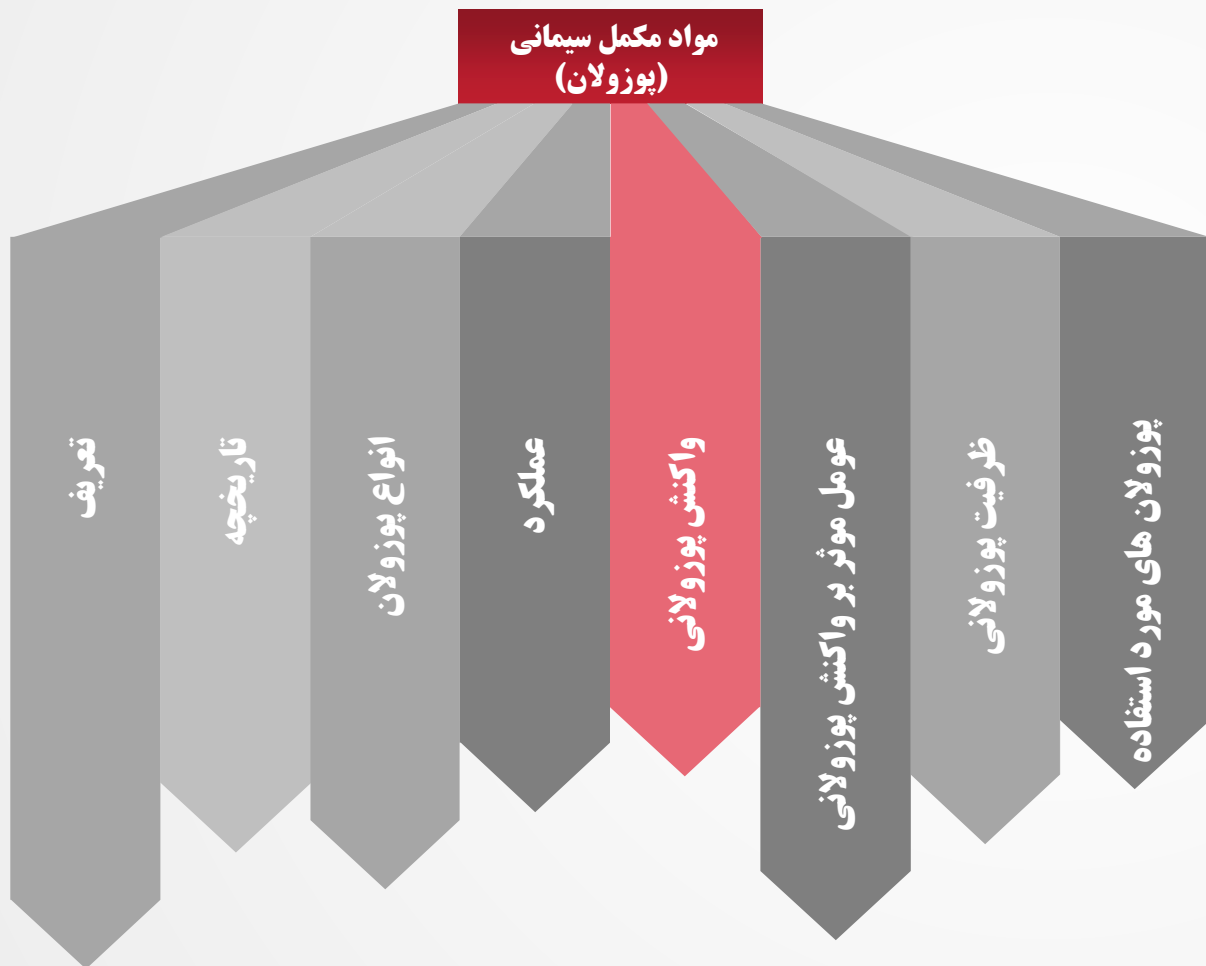 مواد مکمل سیمانی
(پوزولان)
تعریف
تاریخچه
انواع پوزولان
عملکرد
واکنش پوزولانی
عومل موثر بر واکنش پوزولانی
ظرفیت پوزولانی
پوزولان های مورد استفاده